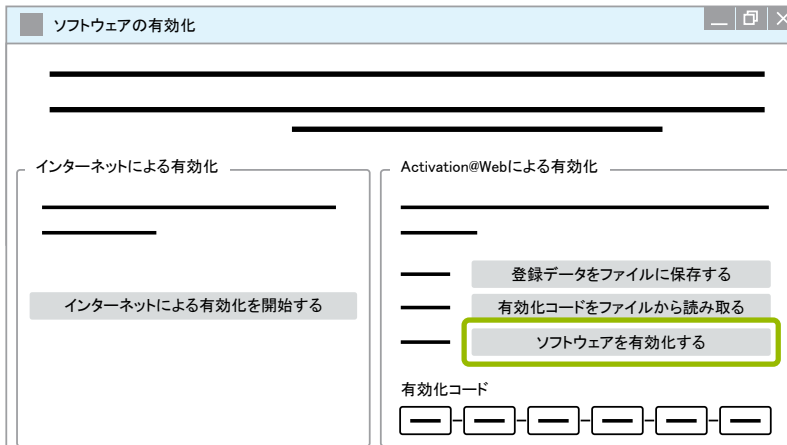 ソフトウェアの有効化
インターネットによる有効化
インターネットによる有効化を開始する
Activation@Webによる有効化
登録データをファイルに保存する
有効化コードをファイルから読み取る
ソフトウェアを有効化する
有効化コード